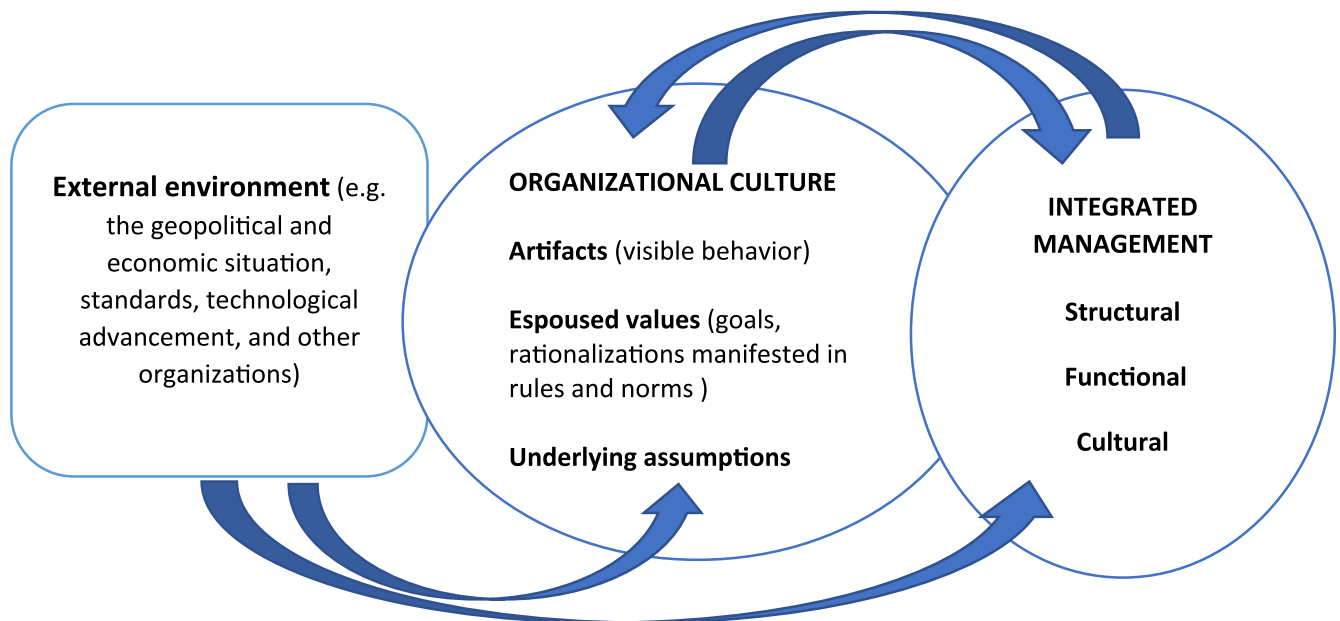 External environment (e.g.
the geopolitical and
economic situation,
standards, technological
advancement, and other
organizations)
ORGANIZATIONAL CULTURE
Artifacts (visible behavior)
Espoused values (goals,
rationalizations manifested in
rules and norms )
Underlying assumptions
INTEGRATED
MANAGEMENT
Structural
Functional
Cultural